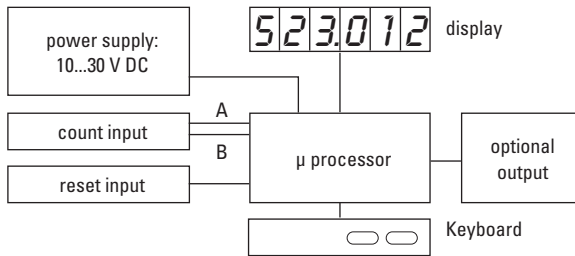 power supply:
10...30 V DC
523.012
display
A
count input
B
µ processor
optional
output
reset input
Keyboard